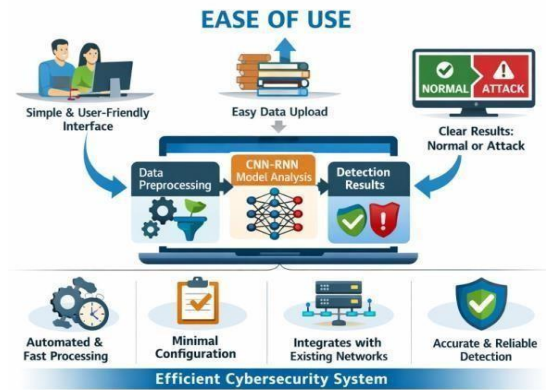 EASE OF USE
Simple & User-Friendly
Interface
Easy Data Upload
NORMAL
ATTACK
Clear Results:
Normal or Attack
Data
Preprocessing
CNN-RNN
Model Analysis
Detection
Results
Automated &
Fast Processing
Minimal
Configuration
Integrates with
Existing Networks
Accurate & Reliable
Detection
Efficient Cybersecurity System